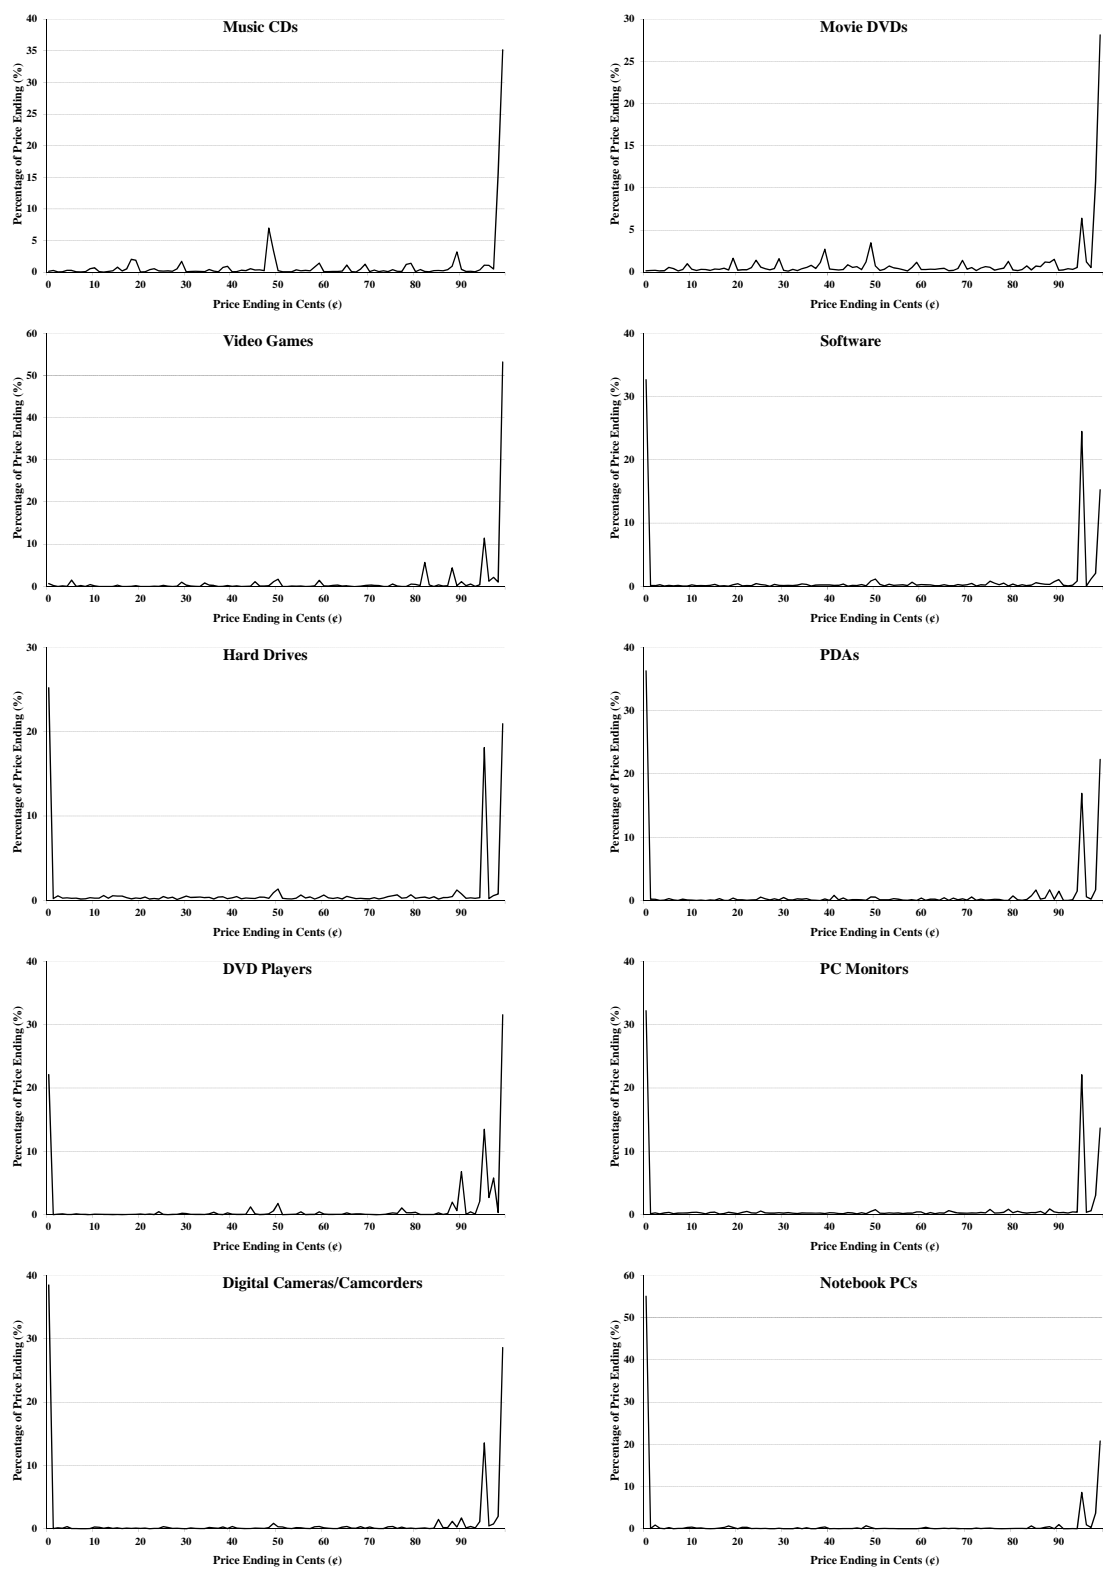 Music CDs
Percentage of Price Ending (%)
40
35
30
25
20
15
10
5
0
0 10 20 30 40 50 60 70 80 90
Price Ending in Cents (¢)
Movie DVDs
Percentage of Price Ending (%)
30
25
20
15
10
5
0
0 10 20 30 40 50 60 70 80 90
Price Ending in Cents (¢)
Video Games
Percentage of Price Ending (%)
60
50
40
30
20
10
0
0 10 20 30 40 50 60 70 80 90
Price Ending in Cents (¢)
Software
Percentage of Price Ending (%)
40
30
20
10
0
0 10 20 30 40 50 60 70 80 90
Price Ending in Cents (¢)
Hard Drives
Percentage of Price Ending (%)
30
20
10
0
0 10 20 30 40 50 60 70 80 90
Price Ending in Cents (¢)
PDAs
Percentage of Price Ending (%)
40
30
20
10
0
0 10 20 30 40 50 60 70 80 90
Price Ending in Cents (¢)
DVD Players
Percentage of Price Ending (%)
40
30
20
10
0
0 10 20 30 40 50 60 70 80 90
Price Ending in Cents (¢)
PC Monitors
Percentage of Price Ending (%)
40
30
20
10
0
0 10 20 30 40 50 60 70 80 90
Price Ending in Cents (¢)
Digital Cameras/Camcorders
Percentage of Price Ending (%)
40
30
20
10
0
0 10 20 30 40 50 60 70 80 90
Price Ending in Cents (¢)
Notebook PCs
Percentage of Price Ending (%)
60
50
40
30
20
10
0
0 10 20 30 40 50 60 70 80 90
Price Ending in Cents (¢)